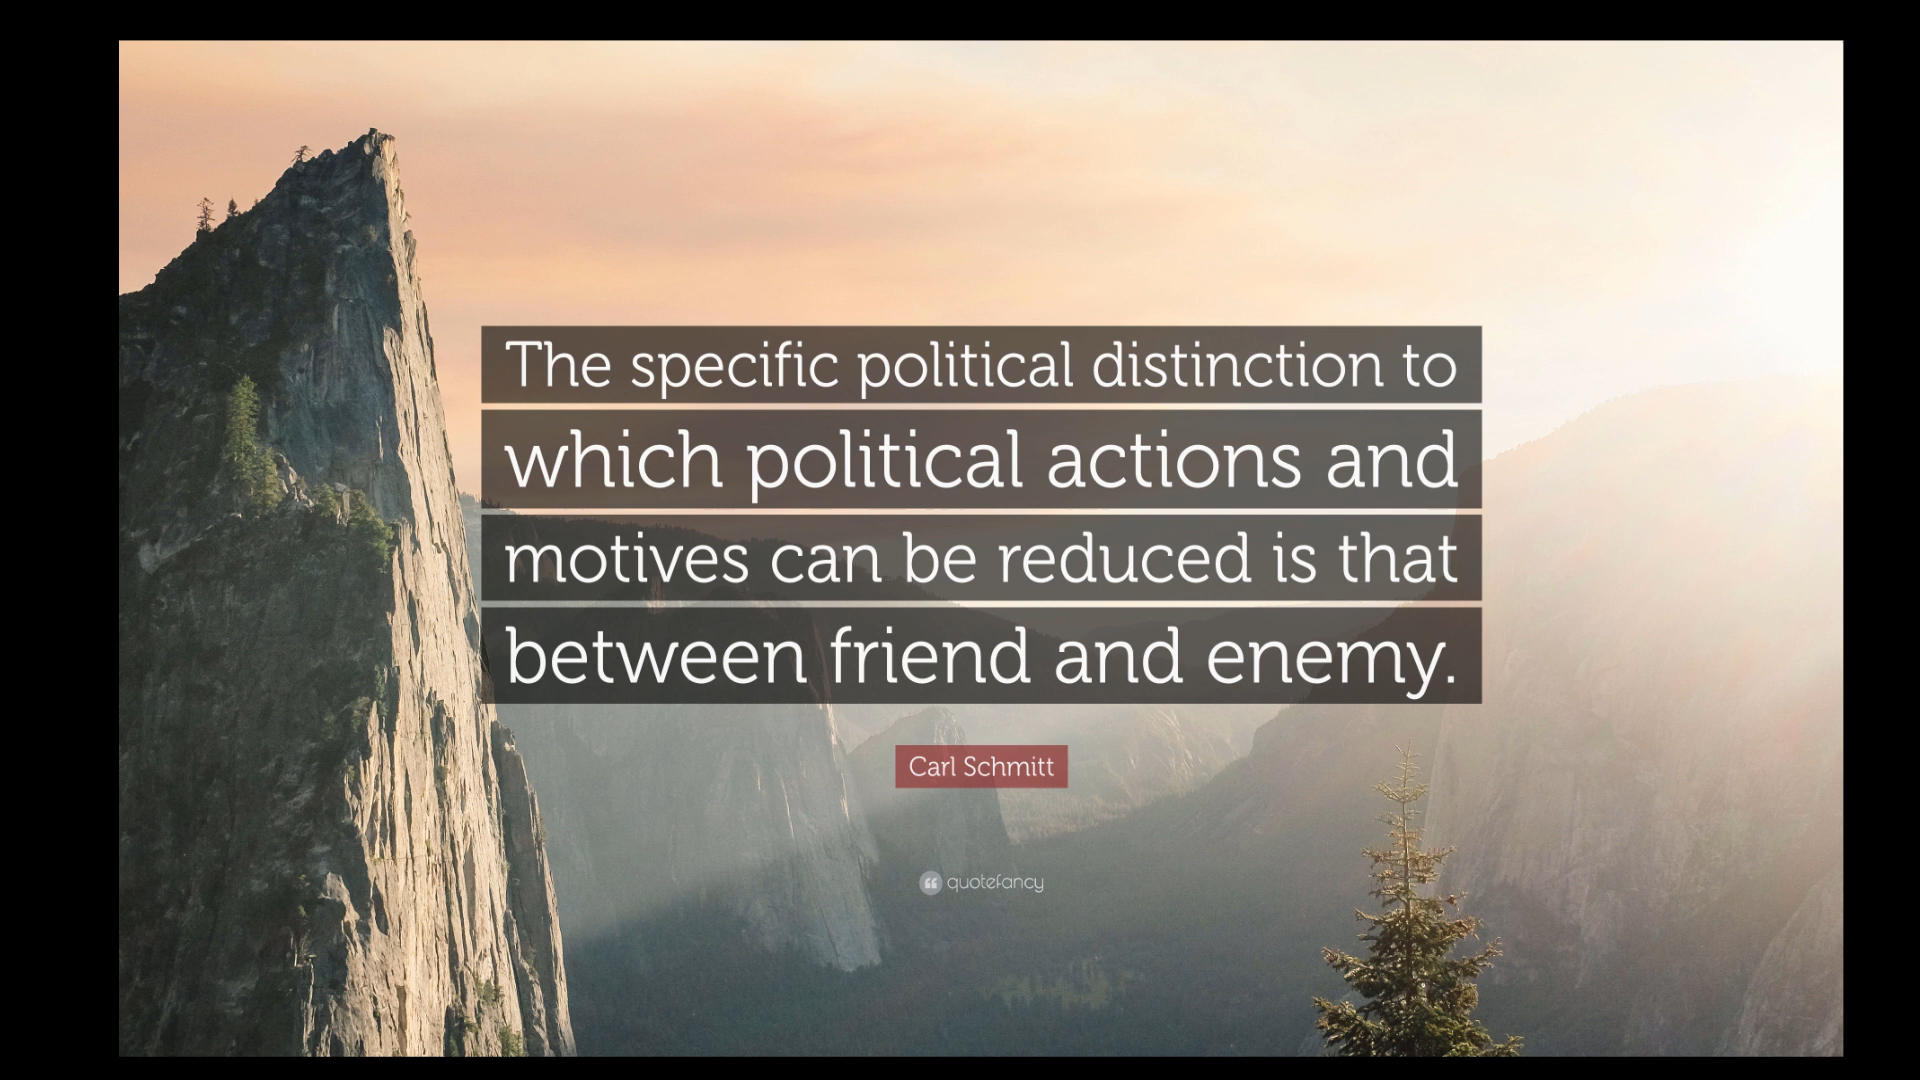 The specific political distinction to
which political actions and
motives can be reduced is that
between friend and enemy.
Carl Schmitt
quotefancy